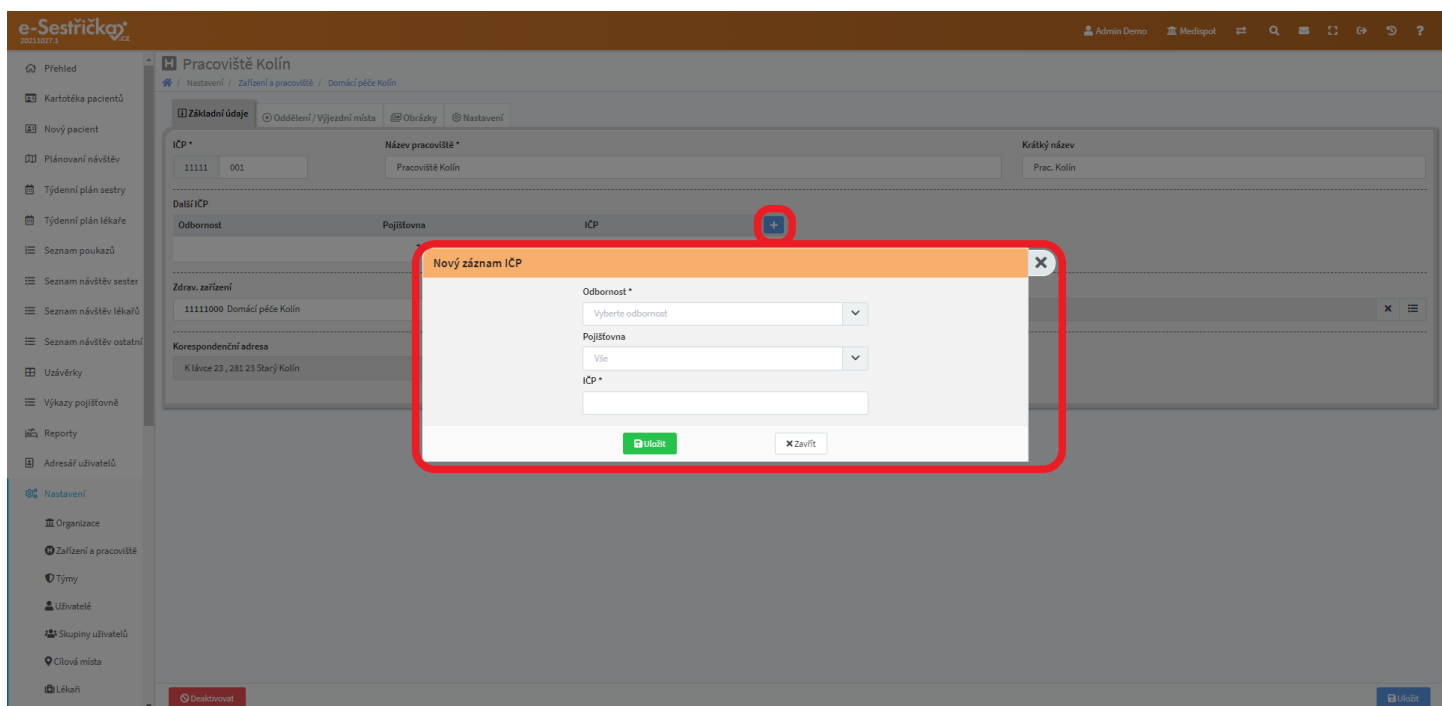 e-Sestřička
.cz
20211027.1
Admin Demo
Medispot
?
Přehled
Kartotéka pacientů
Nový pacient
Plánovaní návštěv
Týdenní plán sestry
Týdenní plán lékaře
Seznam poukazů
Seznam návštěv sester
Seznam návštěv lékařů
Seznam návštěv ostatní
Uzávěrky
Výkazy pojišťovně
Reporty
Adresář uživatelů
Nastavení
Organizace
Zařízení a pracoviště
Týmy
Uživatelé
Skupiny uživatelů
Cílová místa
Lékaři
Pracoviště Kolín
/ Nastavení / Zařízení a pracoviště / Domácí péče Kolín
Základní údaje Oddělení / Výjezdní místa Obrázky Nastavení
IČP * Název pracoviště * Krátký název
11111 001 Pracoviště Kolín Prac. Kolín
Další IČP
Odbornost Pojišťovna IČP +
Zdrav. zařízení
11111000 Domácí péče Kolín
Korespondenční adresa
K lávce 23 , 281 23 Starý Kolín
Nový záznam IČP
Odbornost *
Vyberte odbornost
Pojišťovna
Vše
IČP *
Uložit Zavřít
Deaktivovat Uložit